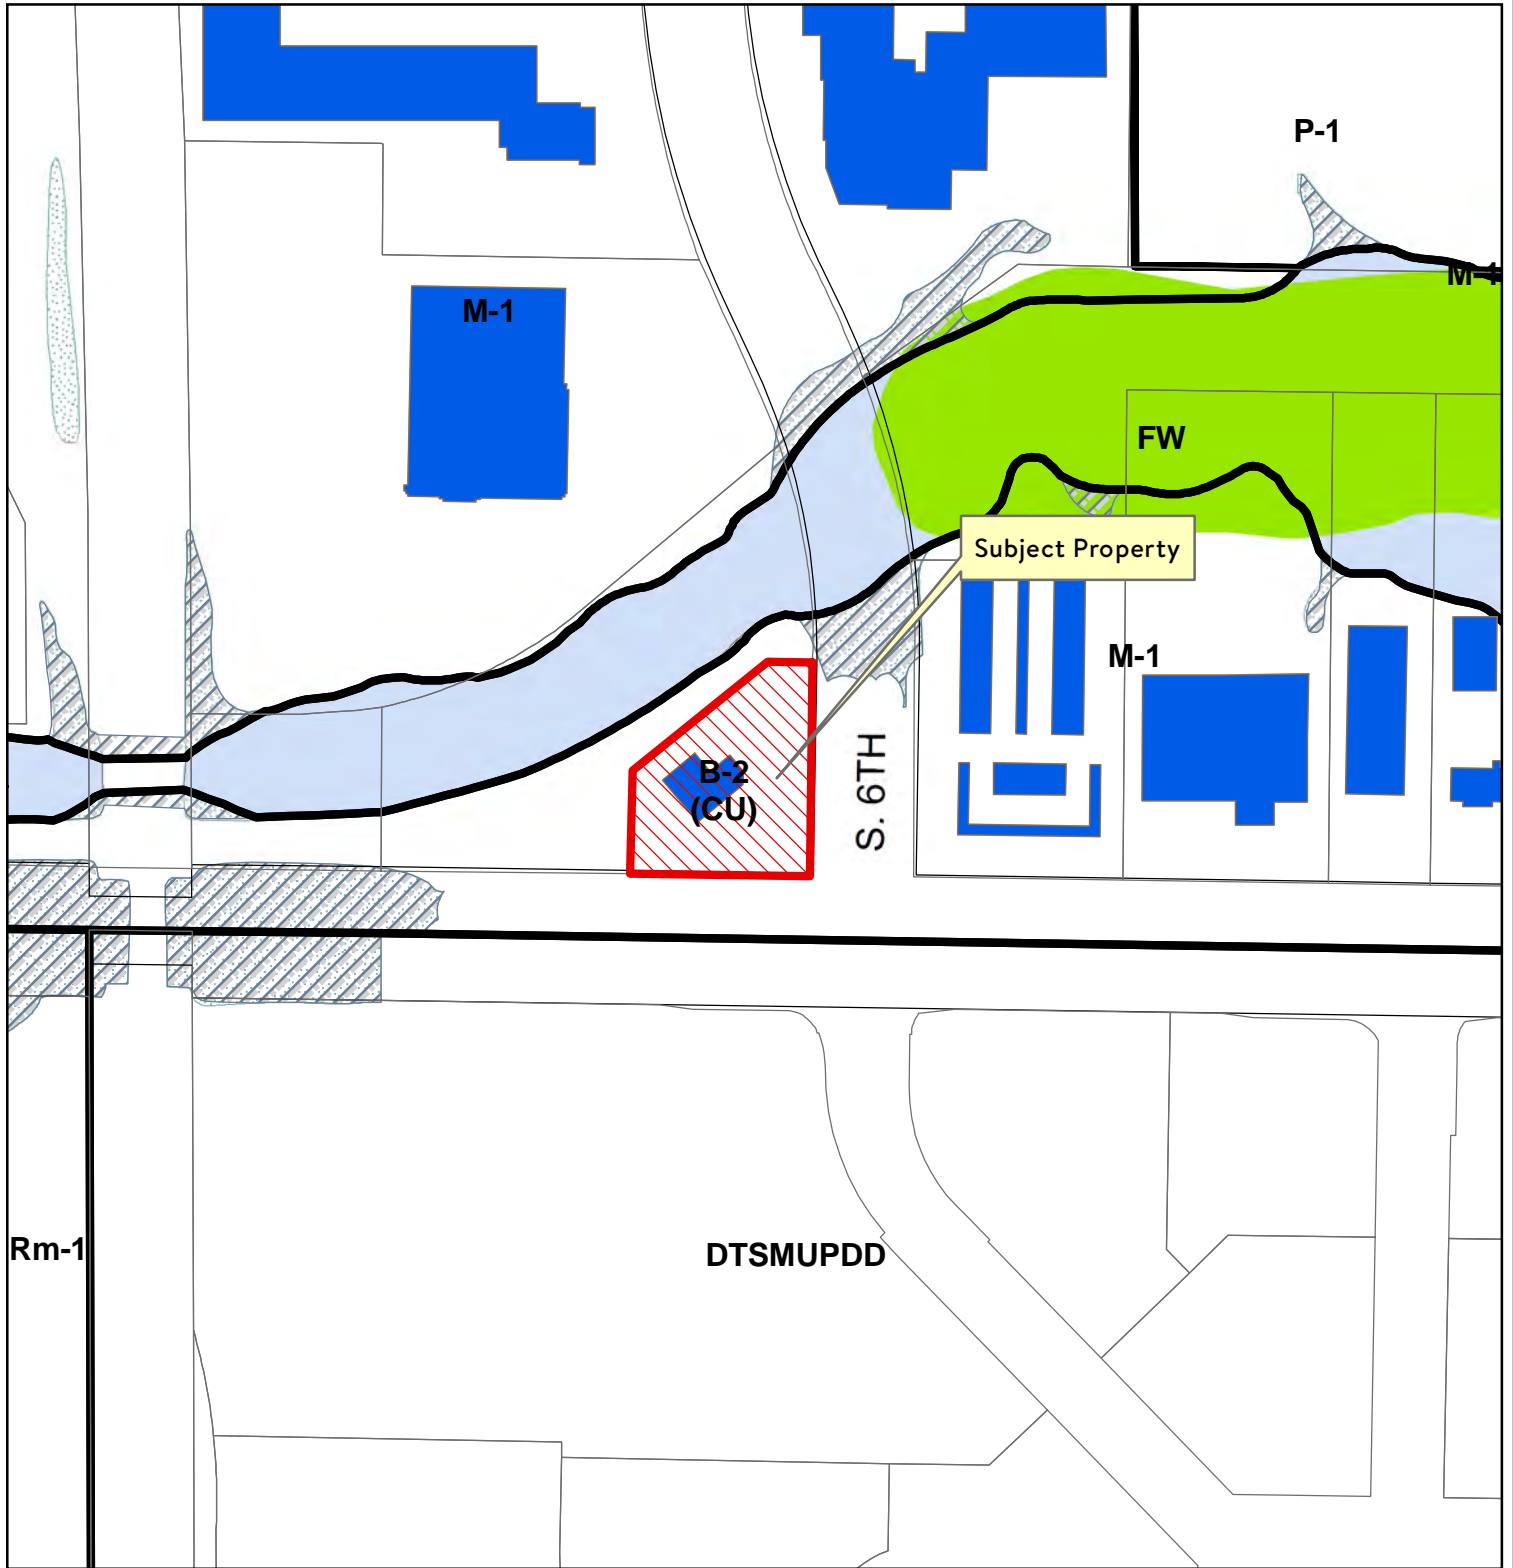 P-1
M-1
M-1
FW
Subject Property
M-1
B-2
(CU)
S. 6TH
Rm-1
DTSMUPDD